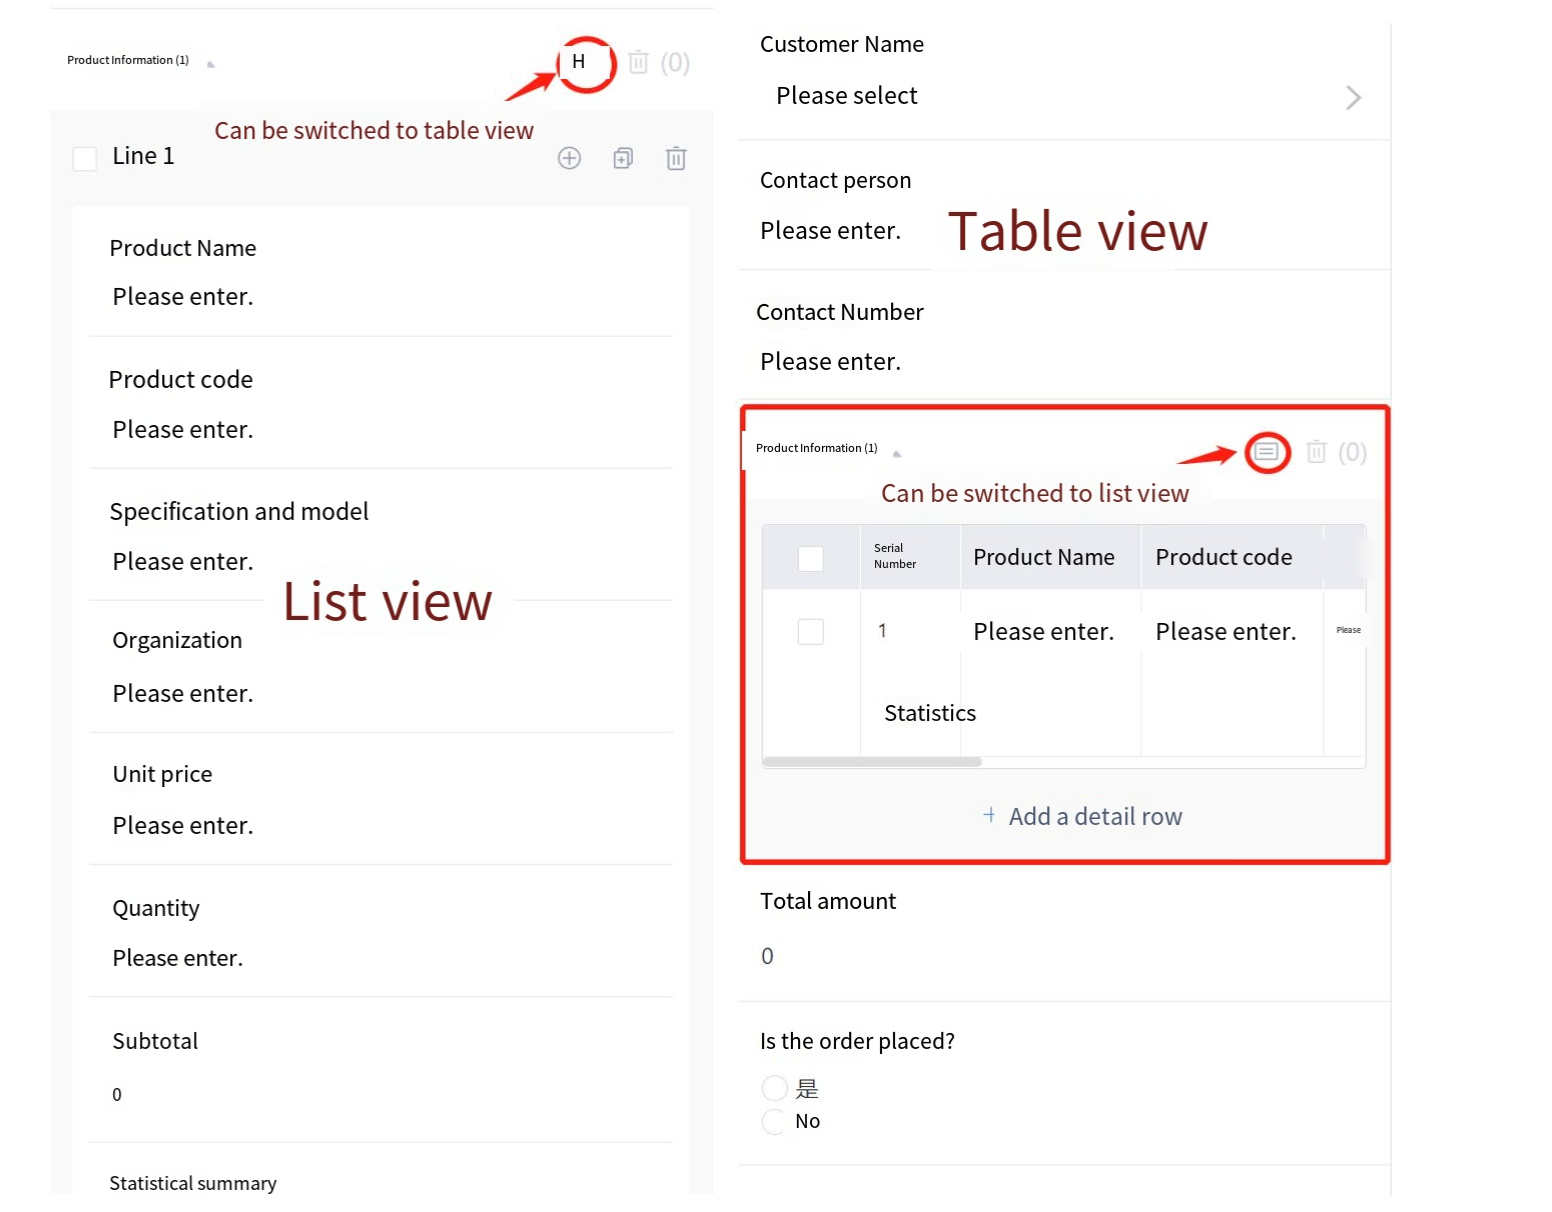 Product Information (1)
H
(0)
Can be switched to table view
Line 1
Product Name
Please enter.
Product code
Please enter.
Specification and model
Please enter.
List view
Organization
Please enter.
Unit price
Please enter.
Quantity
Please enter.
Subtotal
0
Statistical summary
Customer Name
Please select
Contact person
Please enter.
Table view
Contact Number
Please enter.
Product Information (1)
(0)
Can be switched to list view
Serial
Number
Product Name
Product code
1
Please enter.
Please enter.
Please
Statistics
+ Add a detail row
Total amount
0
Is the order placed?
是
No